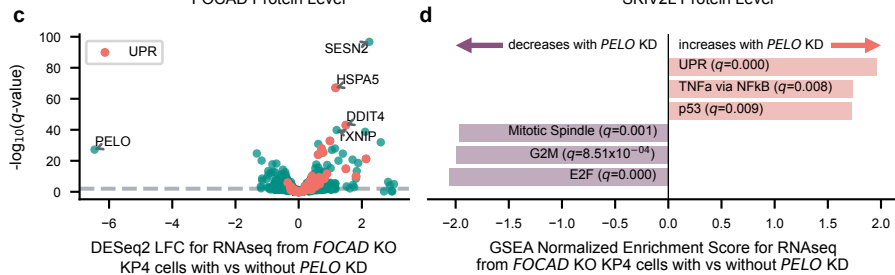 FOCAD Protein Level
SKIV2L Protein Level
c
100
80
60
40
20
0
-log10(q-value)
UPR
SESN2
HSPA5
DDIT4
TXNIP
PELO
−6
−4
−2
0
2
DESeq2 LFC for RNAseq from FOCAD KO
KP4 cells with vs without PELO KD
d
decreases with PELO KD
increases with PELO KD
UPR (q=0.000)
TNFa via NFkB (q=0.008)
p53 (q=0.009)
Mitotic Spindle (q=0.001)
G2M (q=8.51x10⁻⁰⁴)
E2F (q=0.000)
−2.0
−1.5
−1.0
−0.5
0.0
0.5
1.0
1.5
2.0
GSEA Normalized Enrichment Score for RNAseq
from FOCAD KO KP4 cells with vs without PELO KD